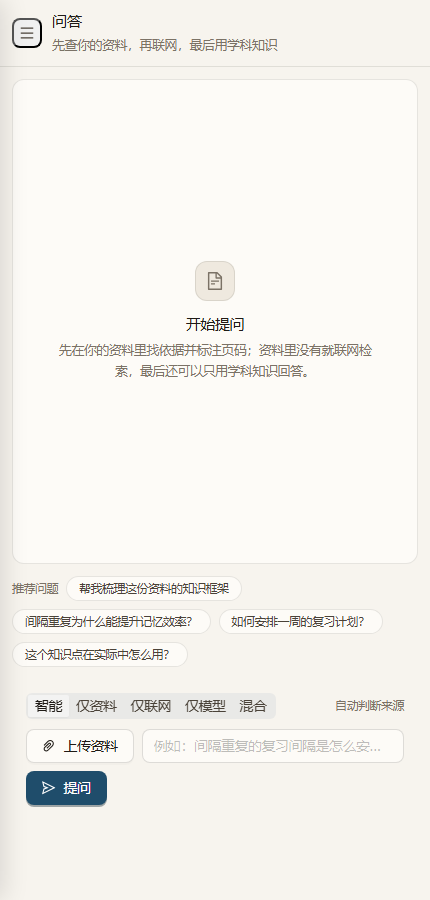 问答
先查你的资料，再联网，最后用学科知识
开始提问
先在你的资料里找依据并标注页码；资料里没有就联网检
索，最后还可以只用学科知识回答。
推荐问题 帮我梳理这份资料的知识框架
间隔重复为什么能提升记忆效率？ 如何安排一周的复习计划？
这个知识点在实际中怎么用？
智能 仅资料 仅联网 仅模型 混合 自动判断来源
上传资料 例如：间隔重复的复习间隔是怎么安...
提问